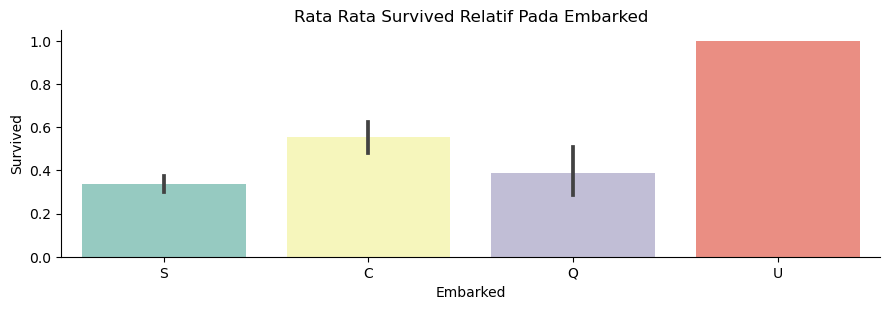 Rata Rata Survived Relatif Pada Embarked
1.0
0.8
0.6
0.4
0.2
0.0
Survived
S C Q U
Embarked